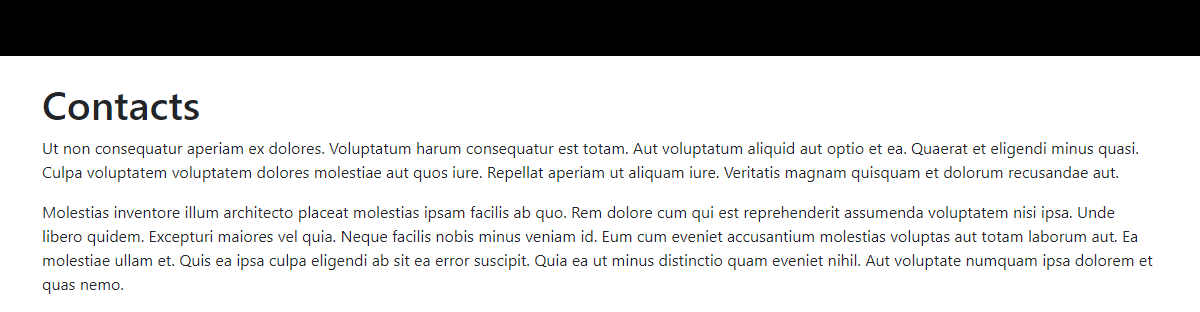 Contacts
Ut non consequatur aperiam ex dolores. Voluptatum harum consequatur est totam. Aut voluptatum aliquid aut optio et ea. Quaerat et eligendi minus quasi.
Culpa voluptatem voluptatem dolores molestiae aut quos iure. Repellat aperiam ut aliquam iure. Veritatis magnam quisquam et dolorum recusandae aut.
Molestias inventore illum architecto placeat molestias ipsam facilis ab quo. Rem dolore cum qui est reprehenderit assumenda voluptatem nisi ipsa. Unde
libero quidem. Excepturi maiores vel quia. Neque facilis nobis minus veniam id. Eum cum eveniet accusantium molestias voluptas aut totam laborum aut. Ea
molestiae ullam et. Quis ea ipsa culpa eligendi ab sit ea error suscipit. Quia ea ut minus distinctio quam eveniet nihil. Aut voluptate numquam ipsa dolorem et
quas nemo.